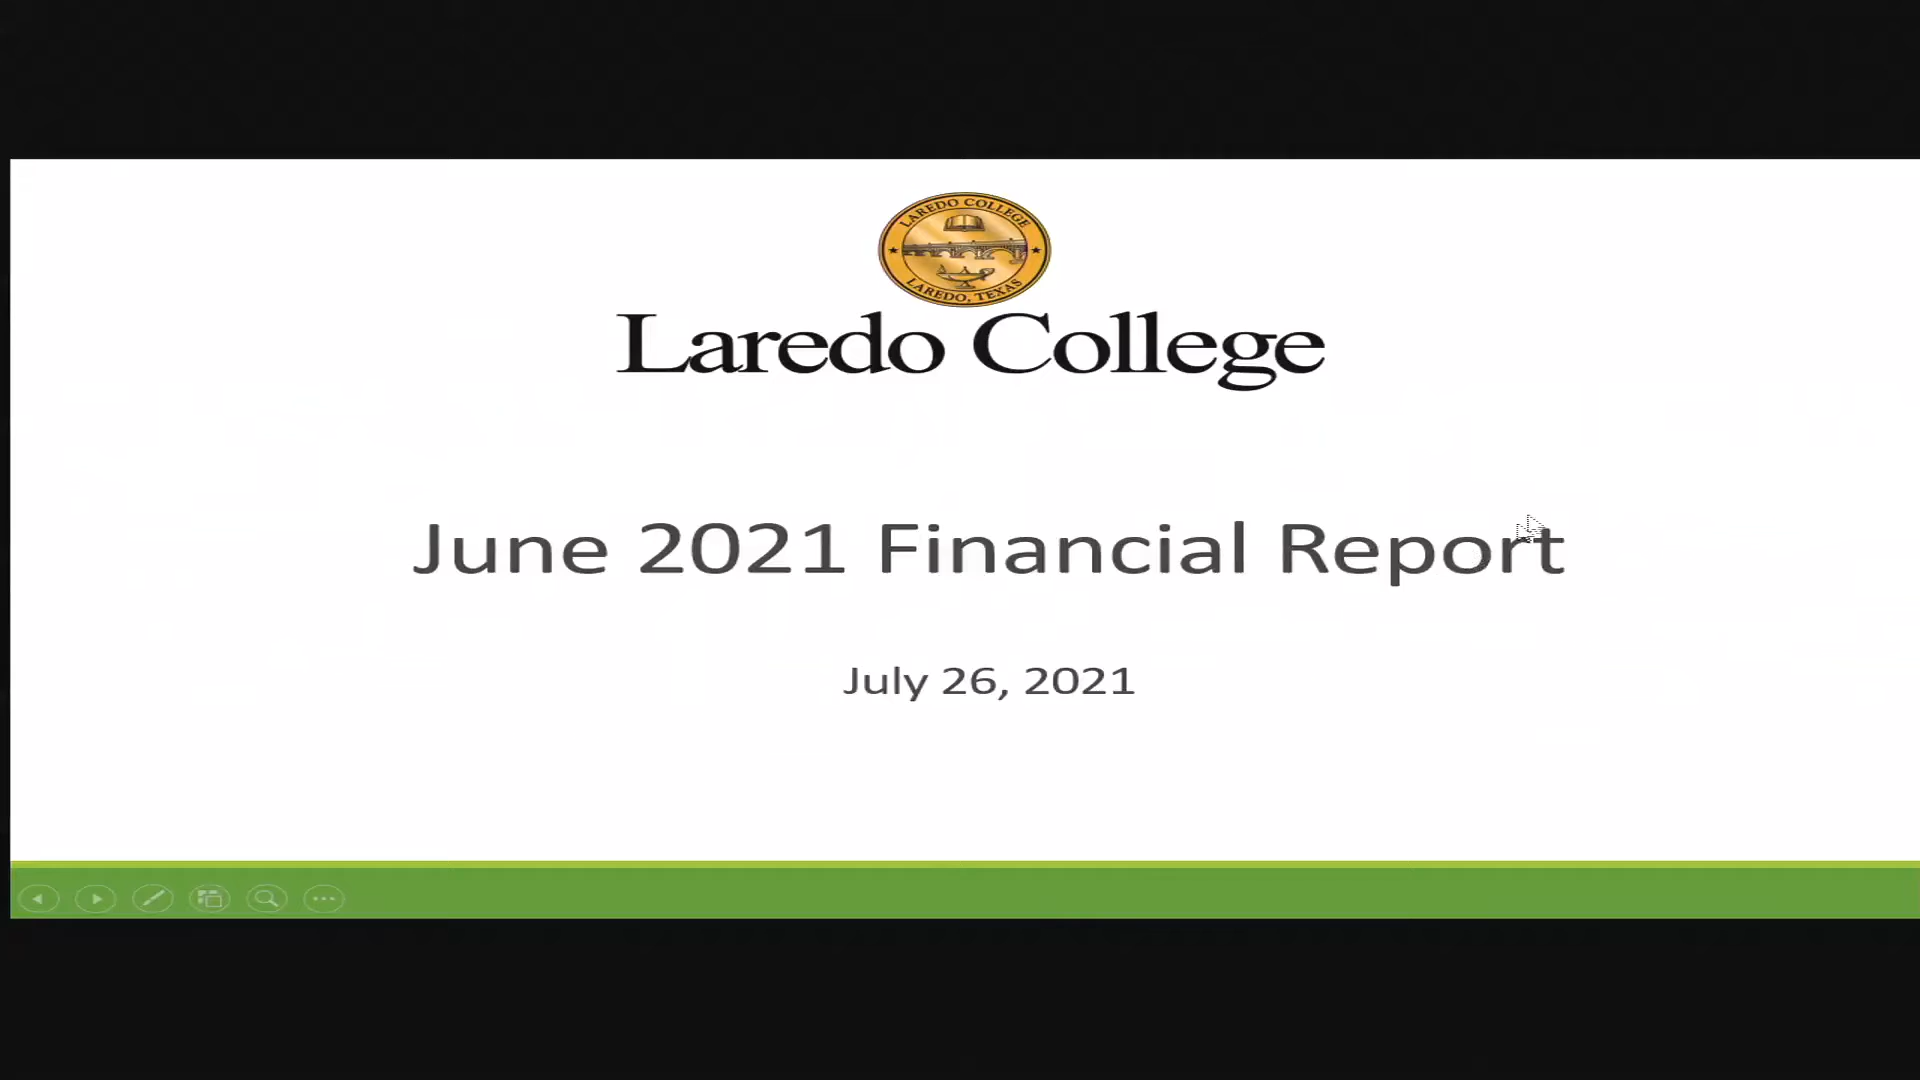 LAREDO COLLEGE
LAREDO, TEXAS
Laredo College
June 2021 Financial Report
July 26, 2021